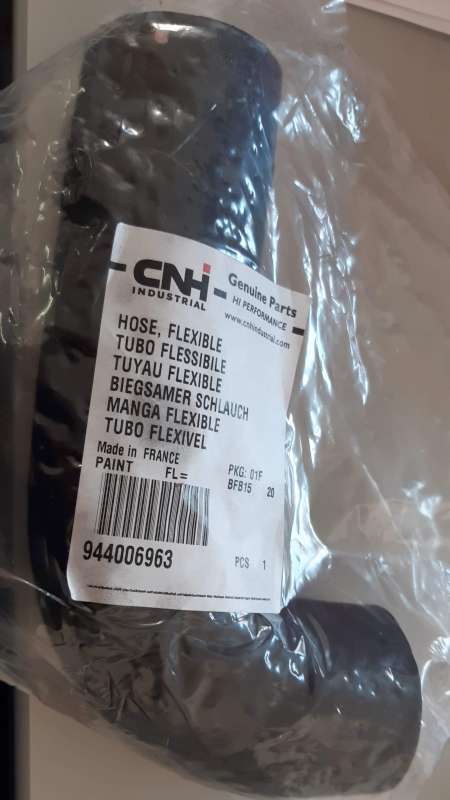 CNH
INDUSTRIAL
Genuine Parts
HI PERFORMANCE
www.cnhindustrial.com
HOSE, FLEXIBLE
TUBO FLESSIBILE
TUYAU FLEXIBLE
BIEGSAMER SCHLAUCH
MANGA FLEXIBLE
TUBO FLEXIVEL
Made in FRANCE
PKG: 01F
PAINT FL=
BFB15 20
944006963
PCS 1